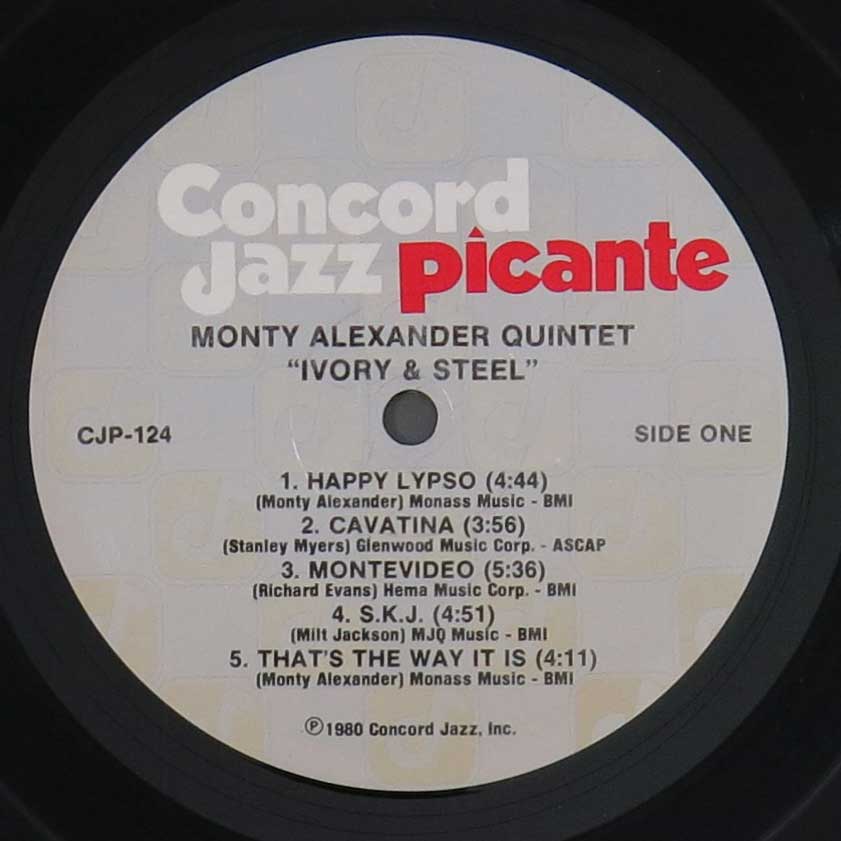 Concord
Jazz picante
MONTY ALEXANDER QUINTET
“IVORY & STEEL”
CJP-124
SIDE ONE
1. HAPPY LYPSO (4:44)
(Monty Alexander) Monass Music - BMI
2. CAVATINA (3:56)
(Stanley Myers) Glenwood Music Corp. - ASCAP
3. MONTEVIDEO (5:36)
(Richard Evans) Hema Music Corp. - BMI
4. S.K.J. (4:51)
(Milt Jackson) MJQ Music - BMI
5. THAT'S THE WAY IT IS (4:11)
(Monty Alexander) Monass Music - BMI
℗1980 Concord Jazz, Inc.